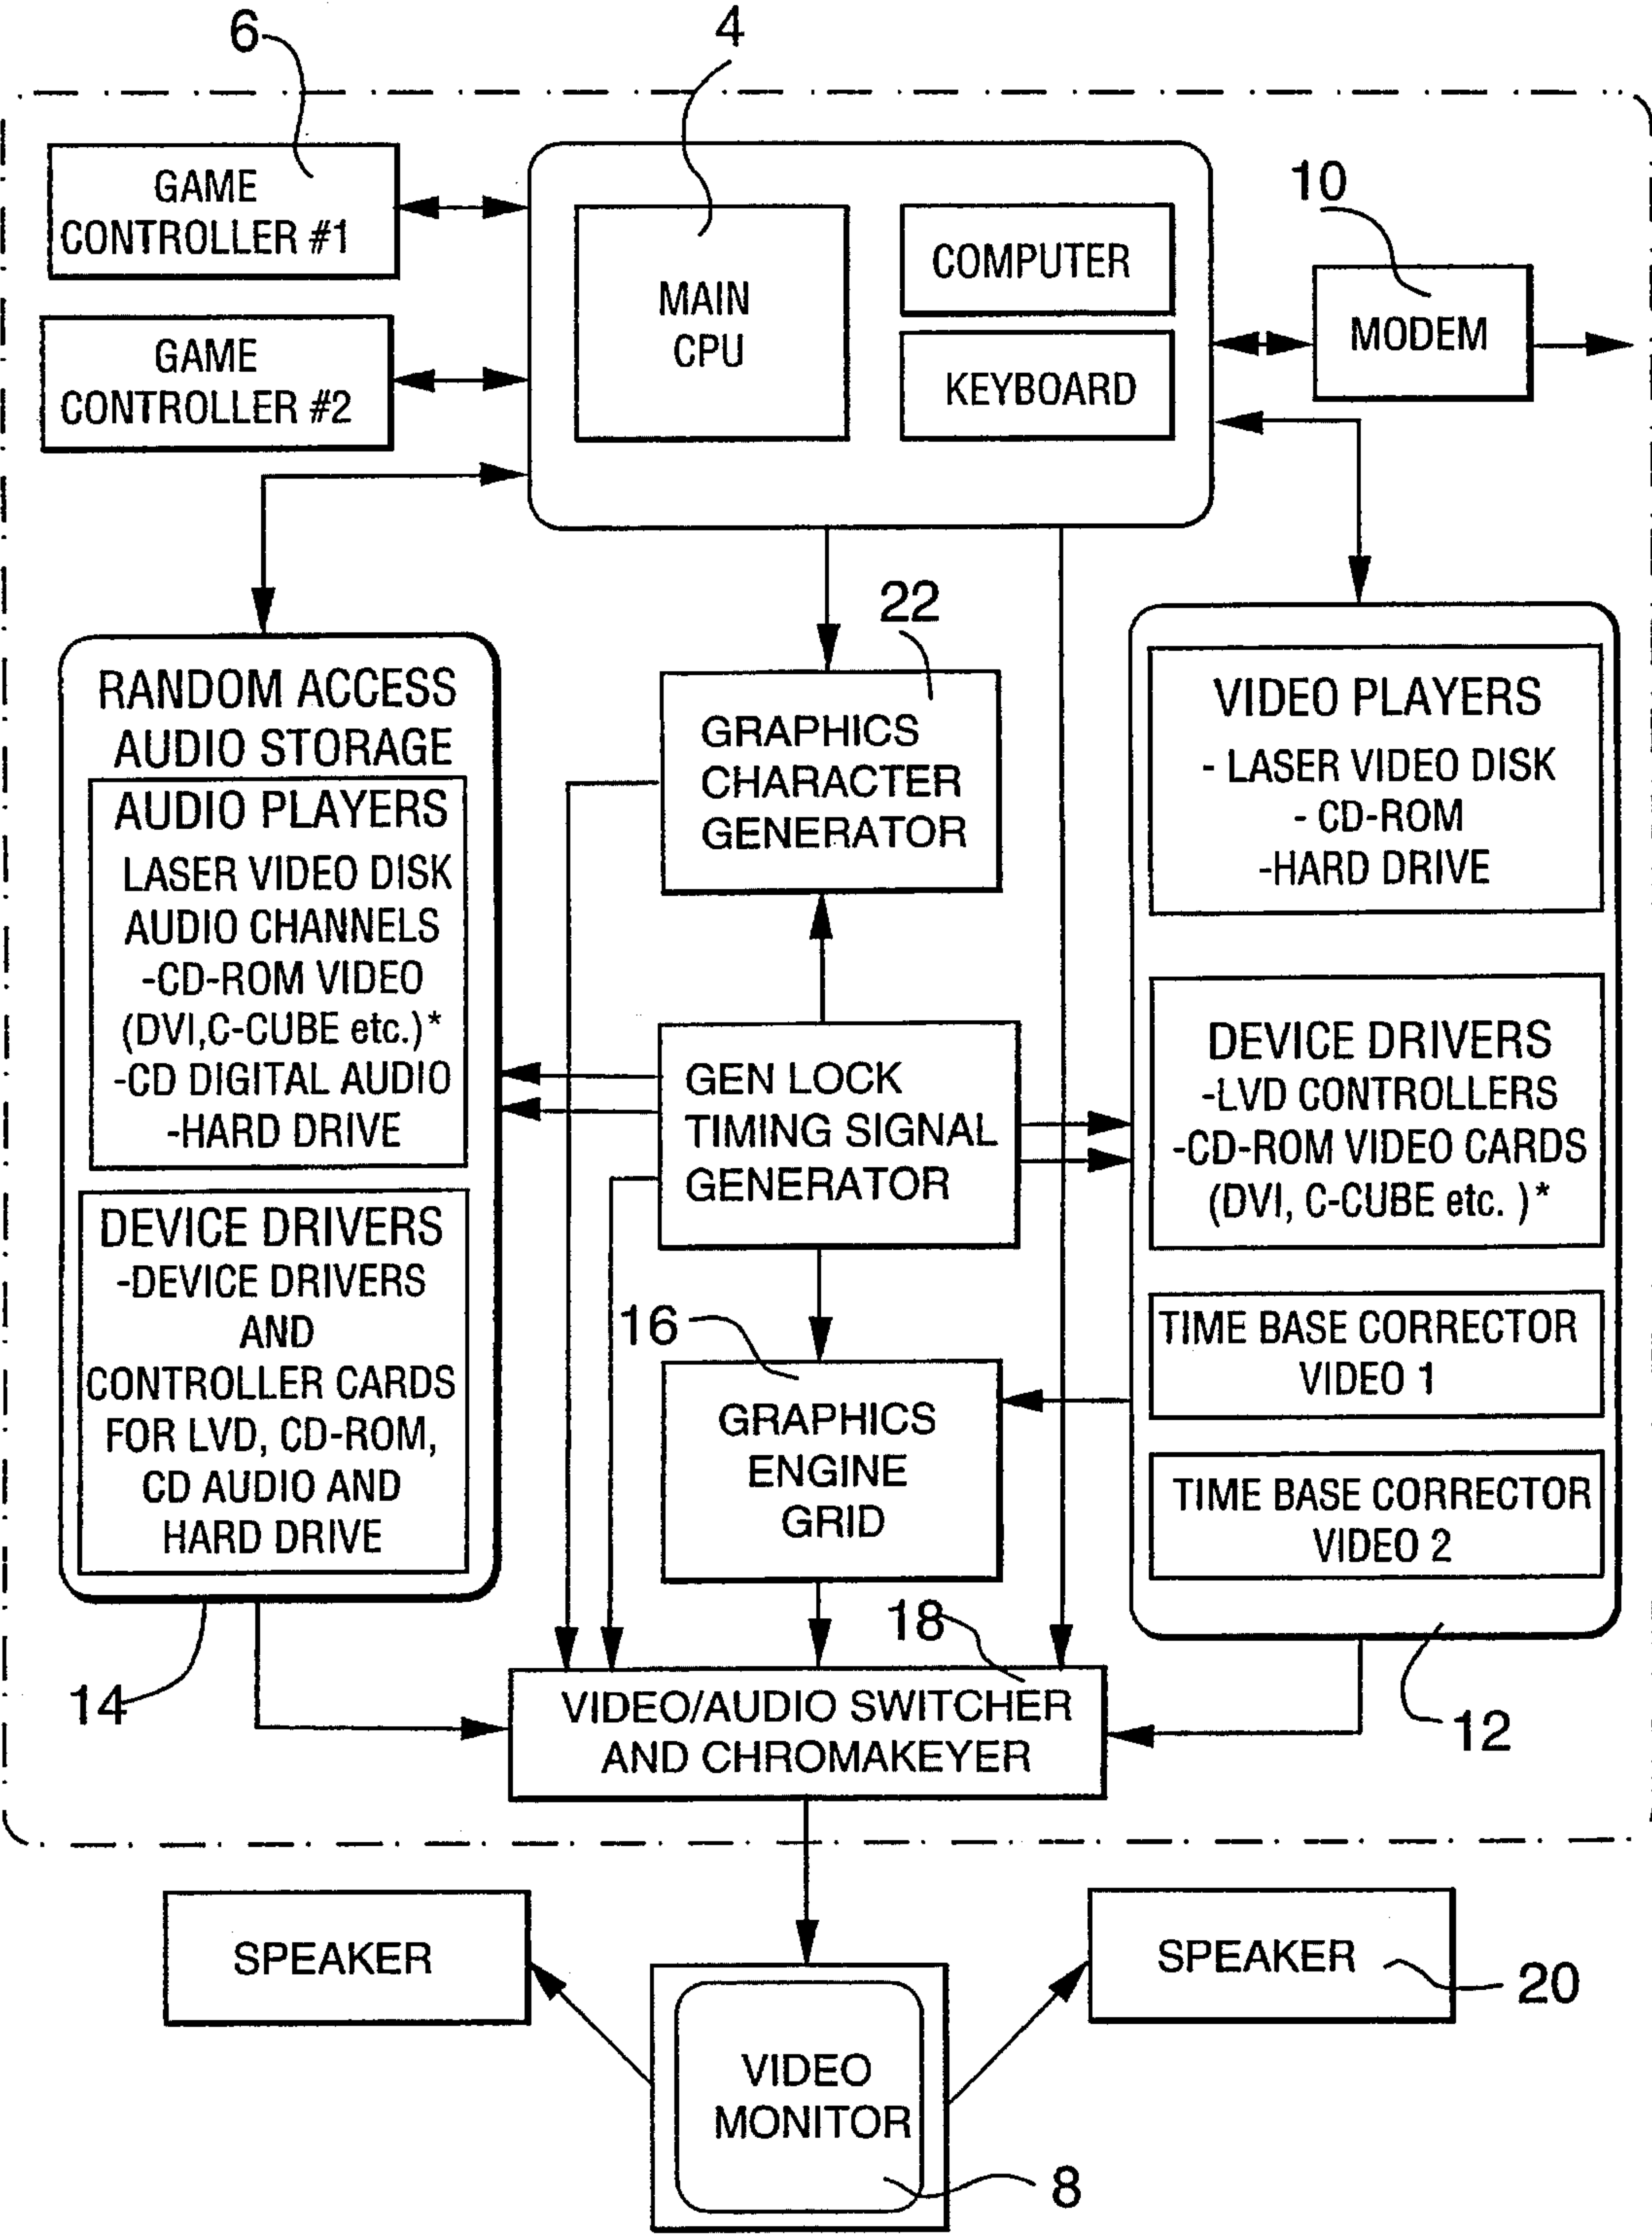 6
4
GAME
CONTROLLER #1
MAIN
CPU
COMPUTER
KEYBOARD
10
MODEM
GAME
CONTROLLER #2
22
RANDOM ACCESS
AUDIO STORAGE
AUDIO PLAYERS
LASER VIDEO DISK
AUDIO CHANNELS
-CD-ROM VIDEO
(DVI,C-CUBE etc.)*
-CD DIGITAL AUDIO
-HARD DRIVE
DEVICE DRIVERS
-DEVICE DRIVERS
AND
CONTROLLER CARDS
FOR LVD, CD-ROM,
CD AUDIO AND
HARD DRIVE
14
GRAPHICS
CHARACTER
GENERATOR
GEN LOCK
TIMING SIGNAL
GENERATOR
16
GRAPHICS
ENGINE
GRID
VIDEO PLAYERS
- LASER VIDEO DISK
- CD-ROM
-HARD DRIVE
DEVICE DRIVERS
-LVD CONTROLLERS
-CD-ROM VIDEO CARDS
(DVI, C-CUBE etc. )*
TIME BASE CORRECTOR
VIDEO 1
TIME BASE CORRECTOR
VIDEO 2
12
18
VIDEO/AUDIO SWITCHER
AND CHROMAKEYER
SPEAKER
SPEAKER
20
VIDEO
MONITOR
8